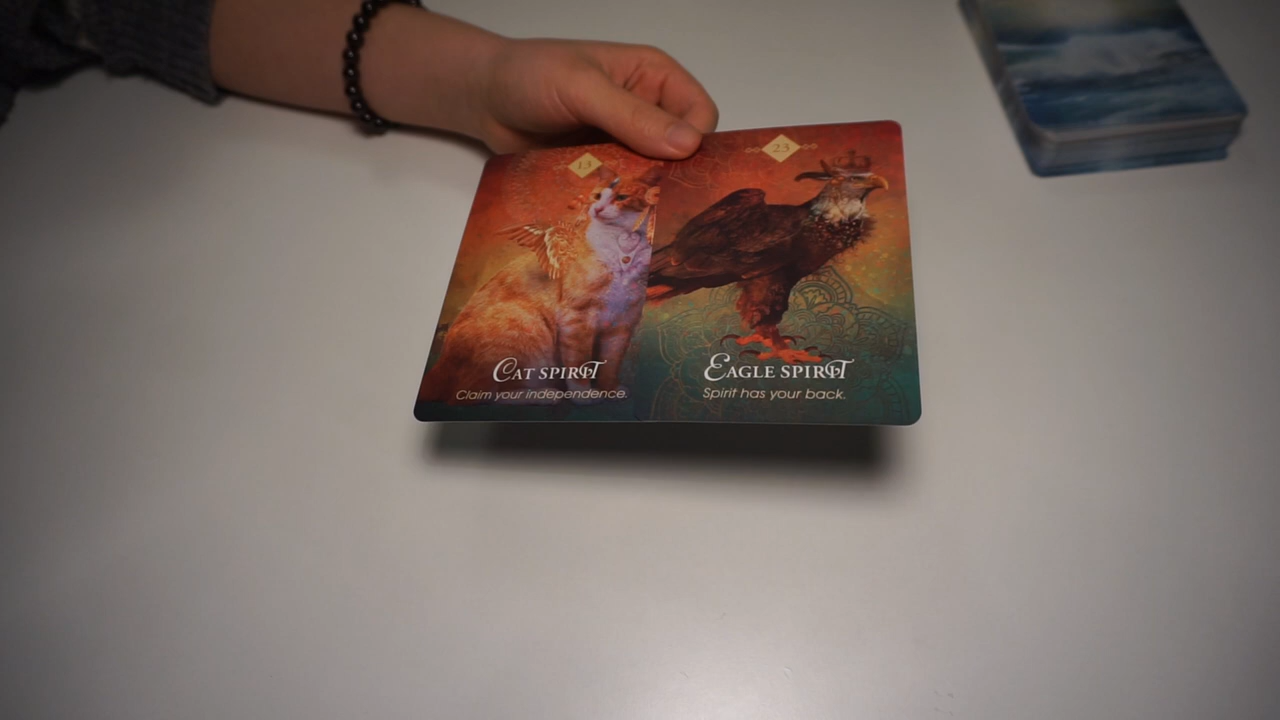 13
Cat Spirit
Claim your independence.
23
Eagle Spirit
Spirit has your back.